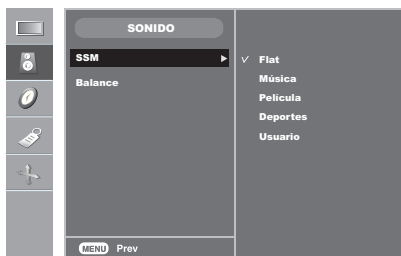 SONIDO
SSM
Balance
Flat
Música
Película
Deportes
Usuario
MENU Prev